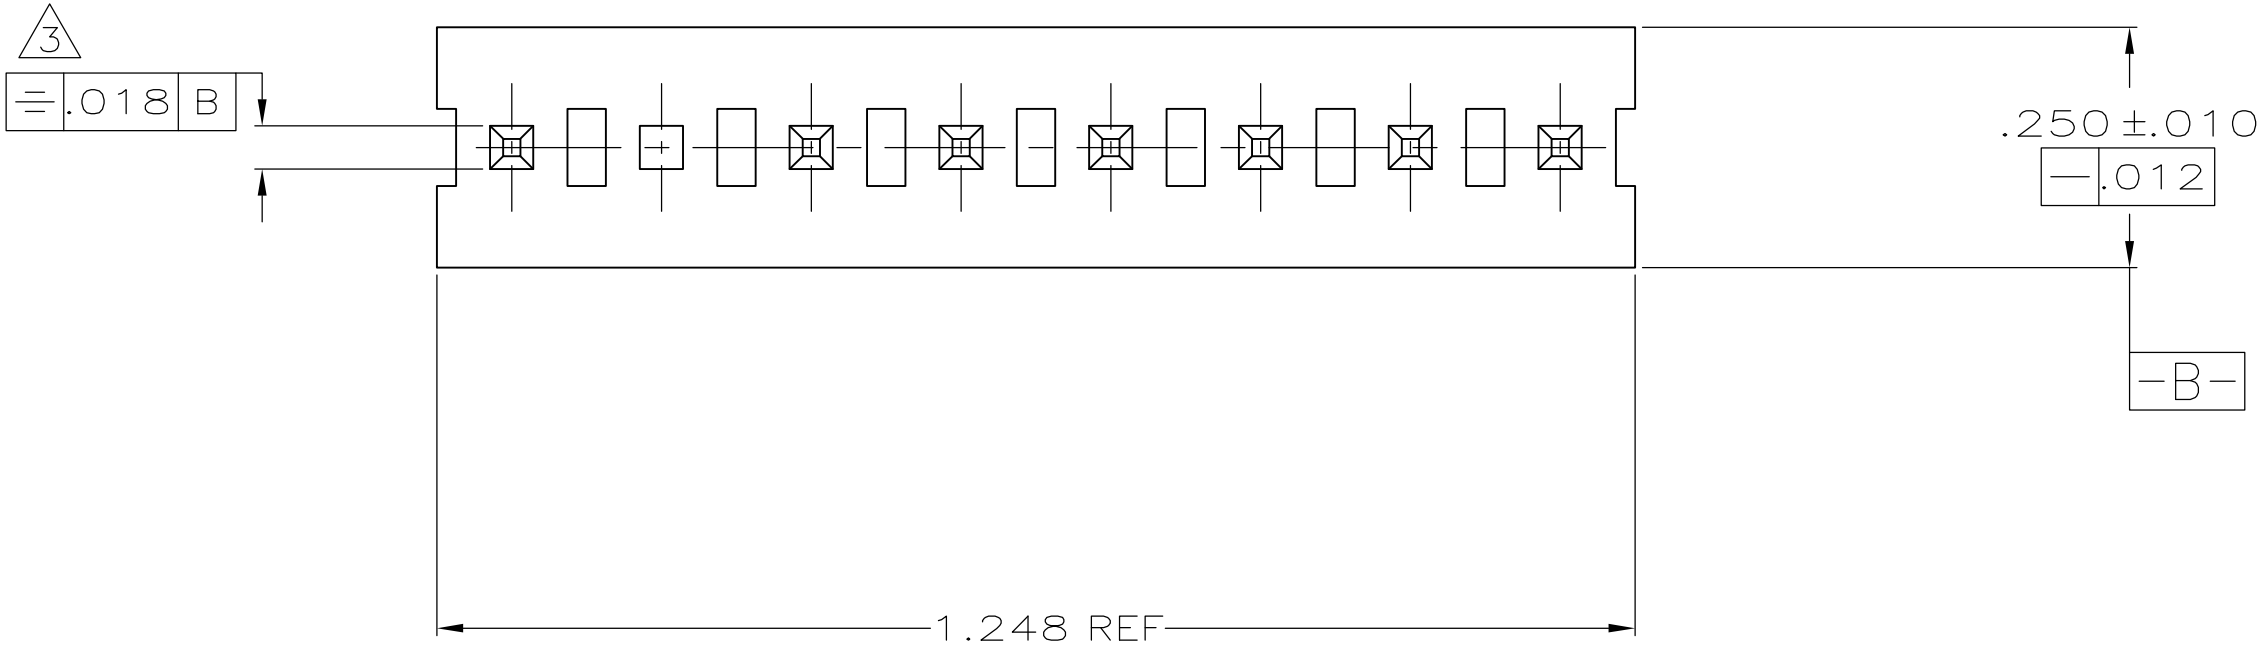 3
⌯ .018 B
.250 ±.010
— .012
-B-
1.248 REF